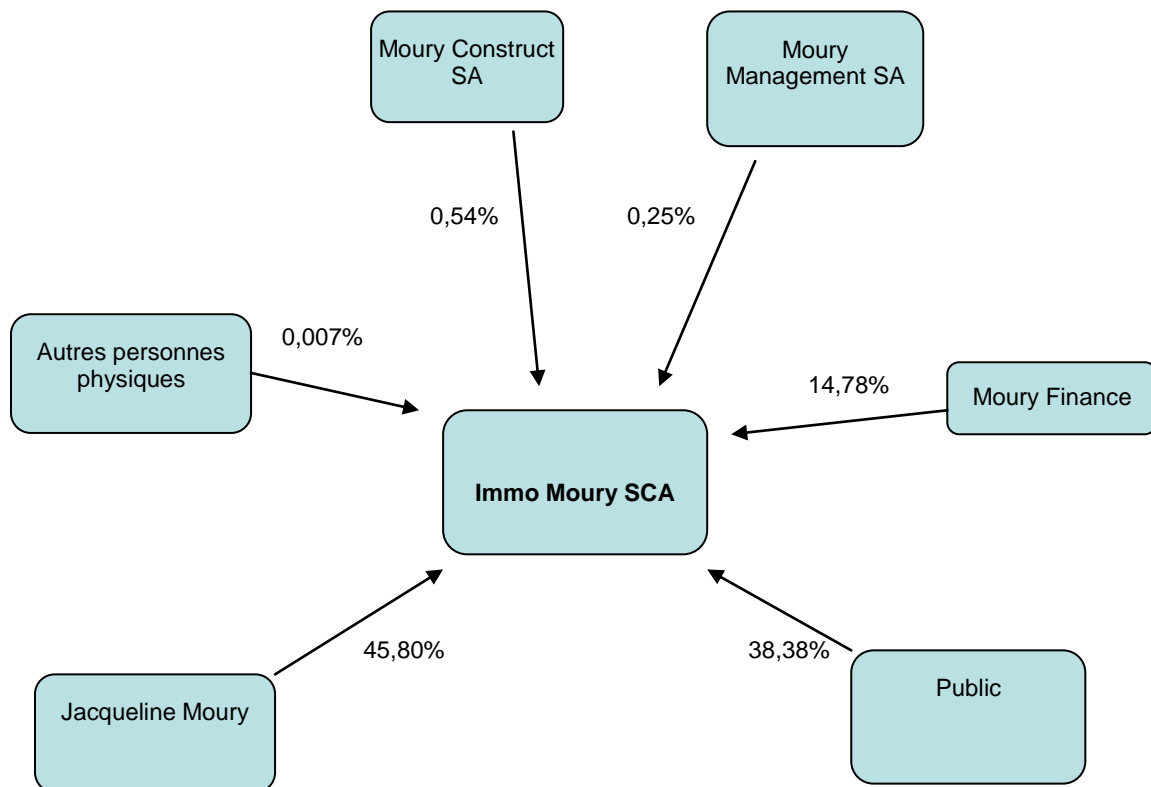 Moury Construct
SA
Moury
Management SA
0,54%
0,25%
Autres personnes
physiques
0,007%
14,78%
Moury Finance
Immo Moury SCA
45,80%
38,38%
Jacqueline Moury
Public